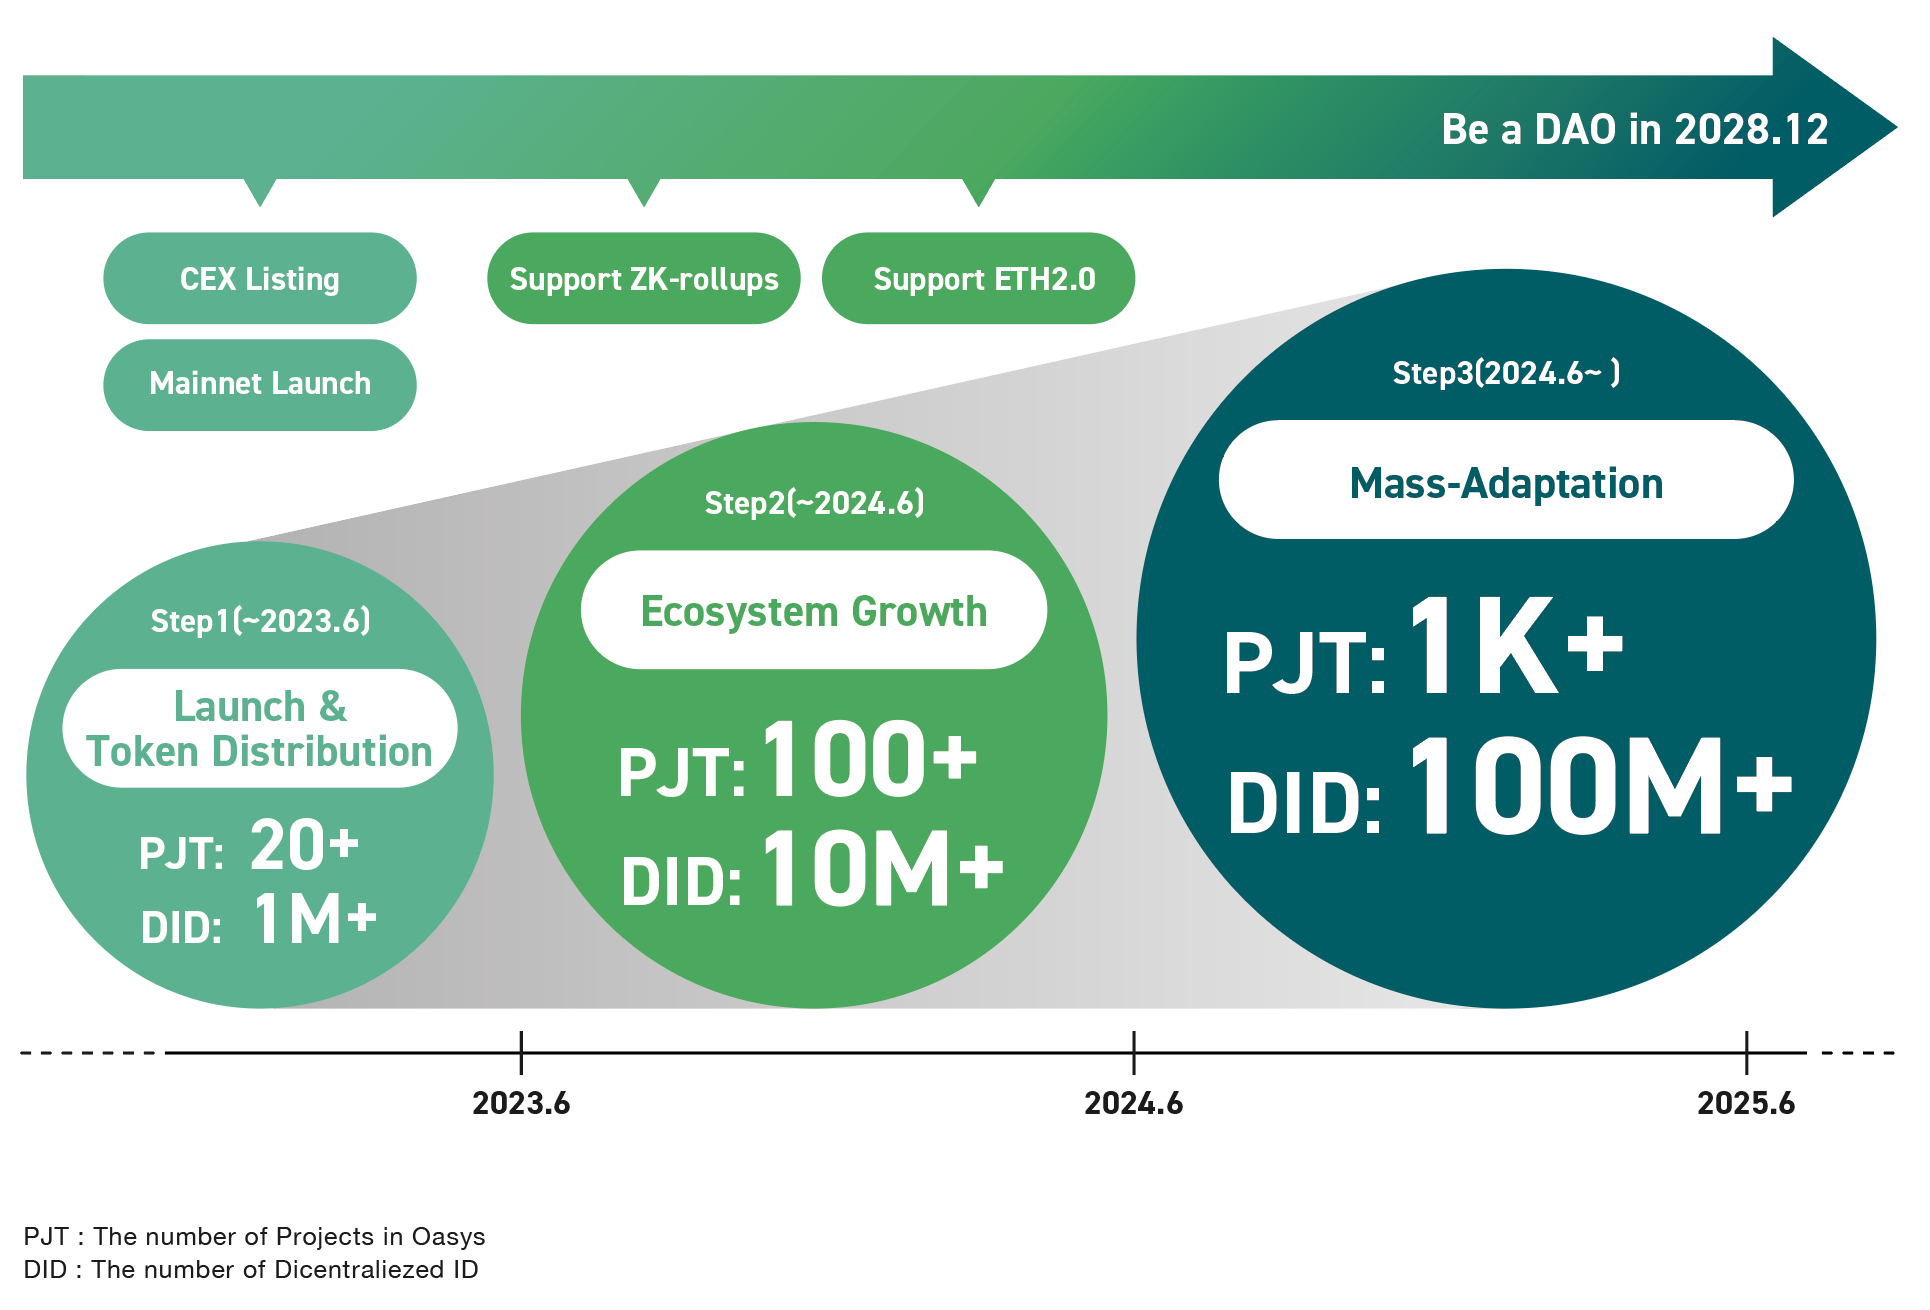 Be a DAO in 2028.12
CEX Listing
Mainnet Launch
Support ZK-rollups
Support ETH2.0
Step1(~2023.6)
Launch &
Token Distribution
PJT: 20+
DID: 1M+
Step2(~2024.6)
Ecosystem Growth
PJT: 100+
DID: 10M+
Step3(2024.6~ )
Mass-Adaptation
PJT: 1K+
DID: 100M+
2023.6
2024.6
2025.6
PJT : The number of Projects in Oasys
DID : The number of Dicentraliezed ID